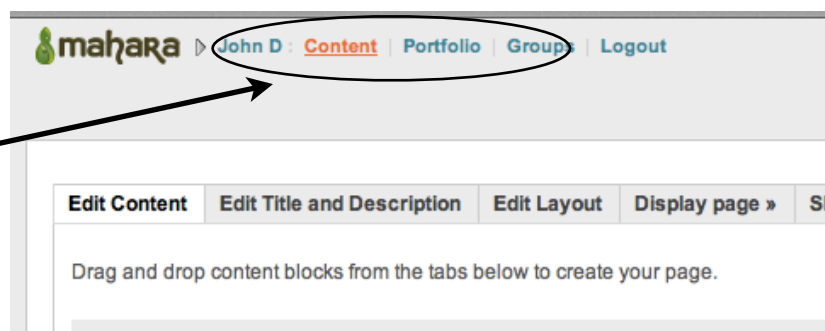 mahara John D : Content | Portfolio | Groups | Logout
Edit Content Edit Title and Description Edit Layout Display page »
Drag and drop content blocks from the tabs below to create your page.